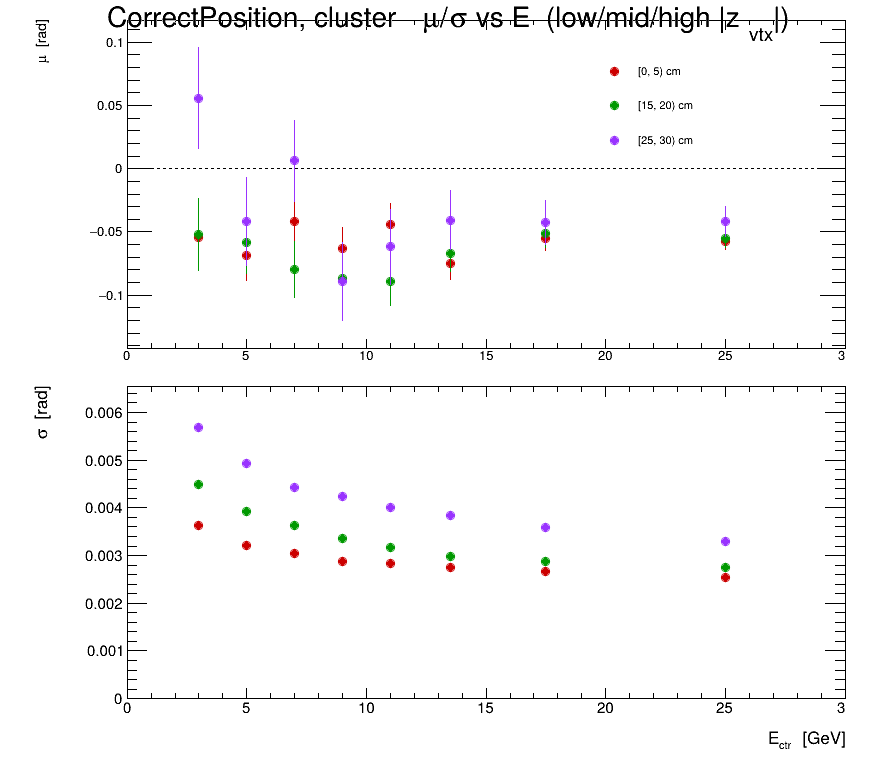 CorrectPosition, cluster μ/σ vs E (low/mid/high |z_vtx|)
μ [rad]
0.1
0.05
0
−0.05
−0.1
[0, 5) cm
[15, 20) cm
[25, 30) cm
0 5 10 15 20 25 3
σ [rad]
0.006
0.005
0.004
0.003
0.002
0.001
0
0 5 10 15 20 25 3
E_ctr [GeV]